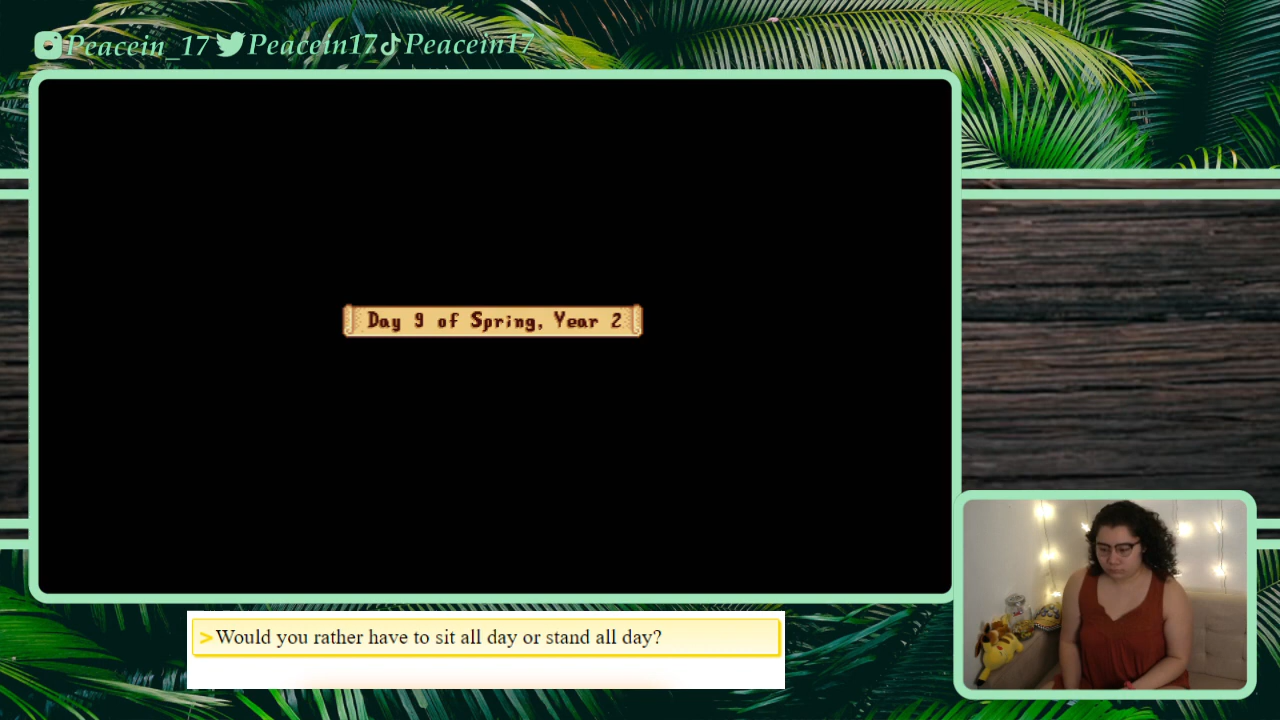 Peacein_17 Peacein17 Peacein17
Day 9 of Spring, Year 2
>Would you rather have to sit all day or stand all day?